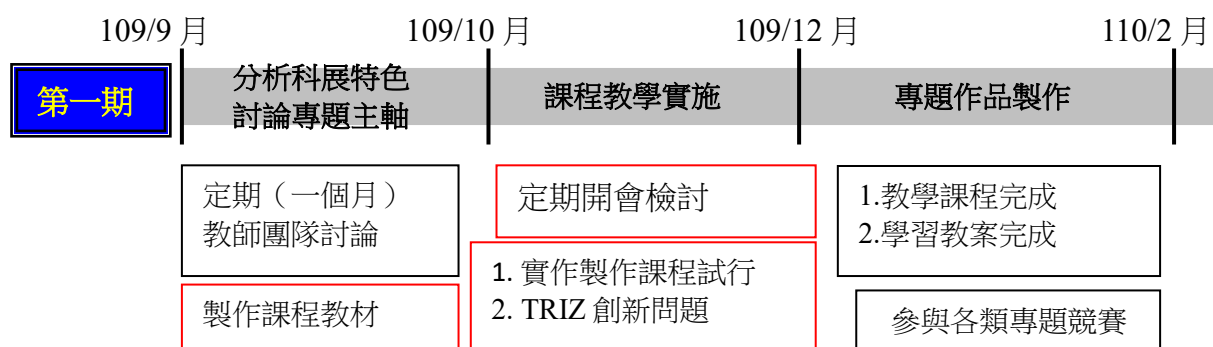 109/9 月
109/10 月
109/12 月
110/2 月
第一期
分析科展特色
討論專題主軸
課程教學實施
專題作品製作
定期（一個月）
教師團隊討論
製作課程教材
定期開會檢討
1. 實作製作課程試行
2. TRIZ 創新問題
1.教學課程完成
2.學習教案完成
參與各類專題競賽